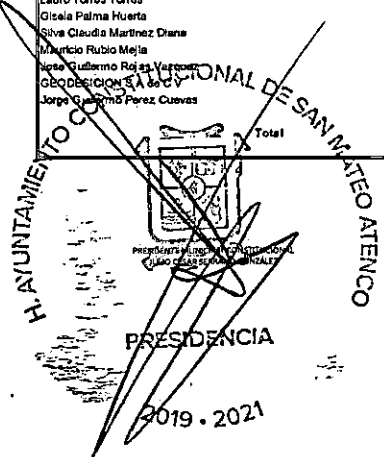 Lauro Torres Torres
Gisela Palma Huerta
Silva Claudia Martinez Diana
Mauricio Rubio Mejia
Jose Guillermo Rojas Vazquez
GEODESICION S.A de C V
Jorge Guillermo Perez Cuevas
Total
H. AYUNTAMIENTO CONSTITUCIONAL DE SAN MATEO ATENCO
PRESIDENTE MUNICIPAL CONSTITUCIONAL
JULIO CESAR SERRANO GONZALEZ
PRESIDENCIA
2019 - 2021